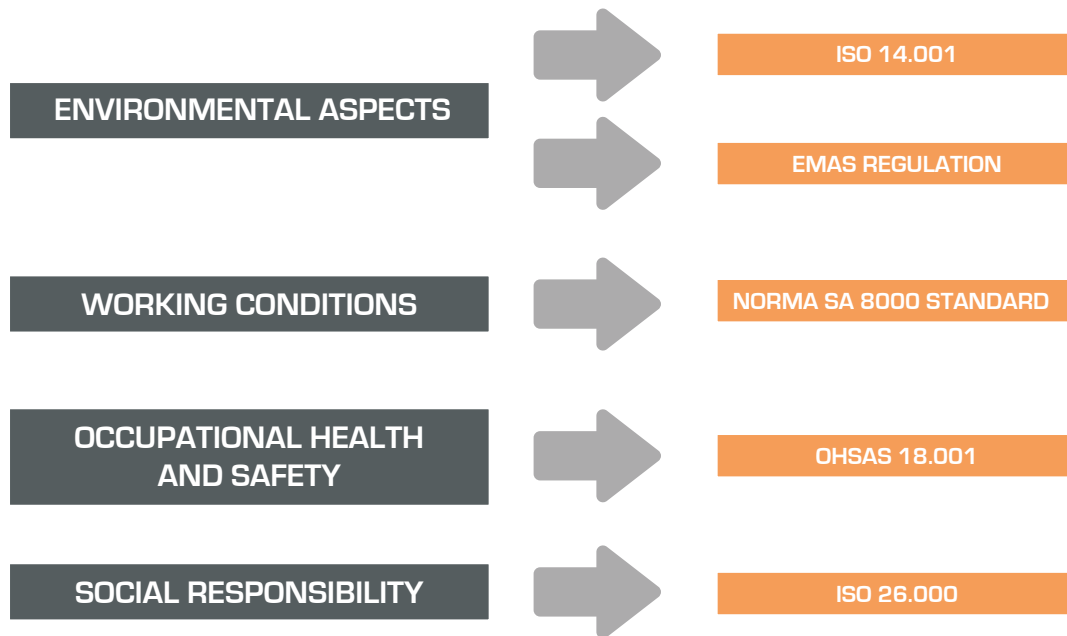 ENVIRONMENTAL ASPECTS
ISO 14.001
EMAS REGULATION
WORKING CONDITIONS
NORMA SA 8000 STANDARD
OCCUPATIONAL HEALTH
AND SAFETY
OHSAS 18.001
SOCIAL RESPONSIBILITY
ISO 26.000